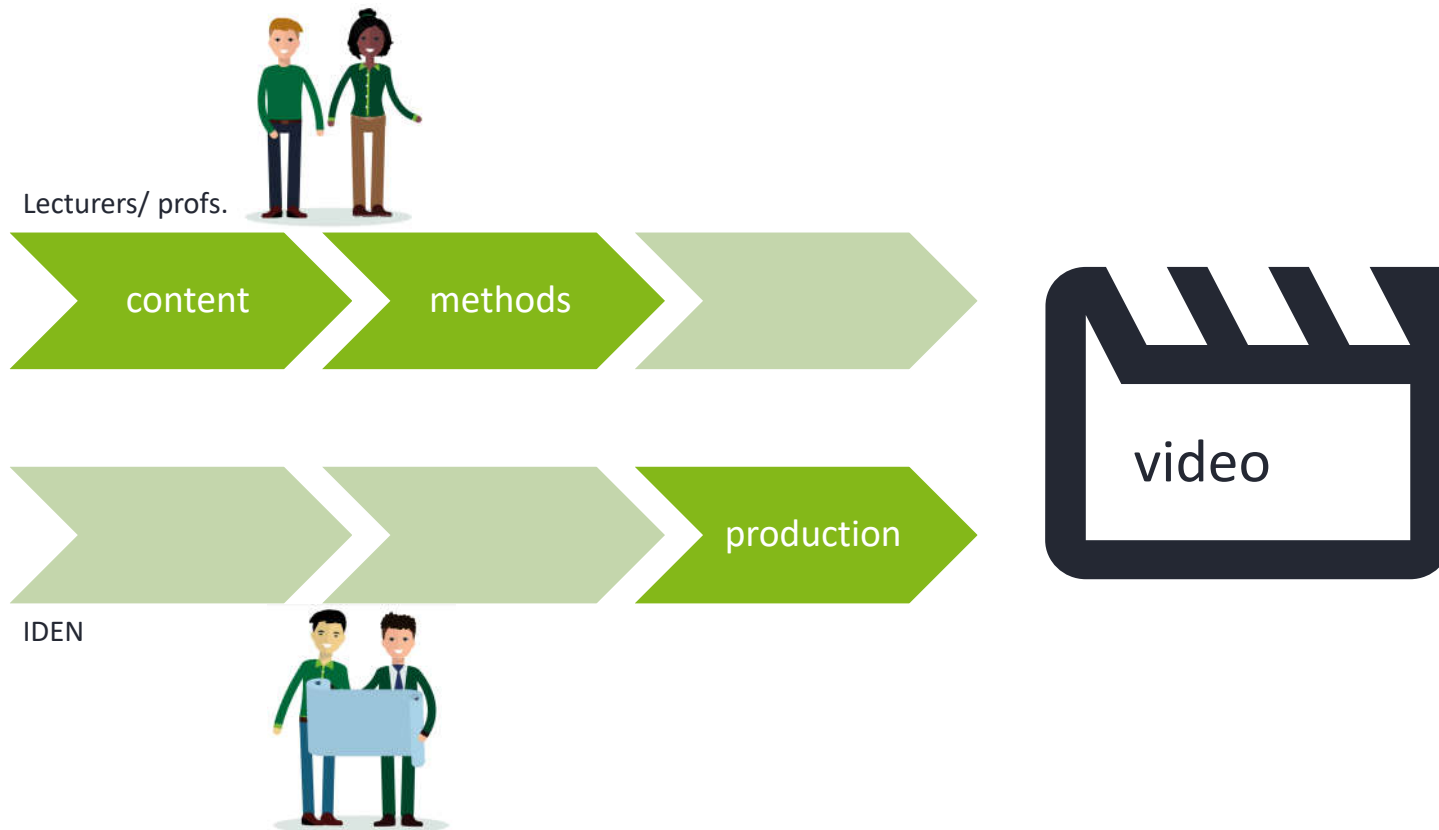 Lecturers/ profs.
content
methods
production
video
IDEN